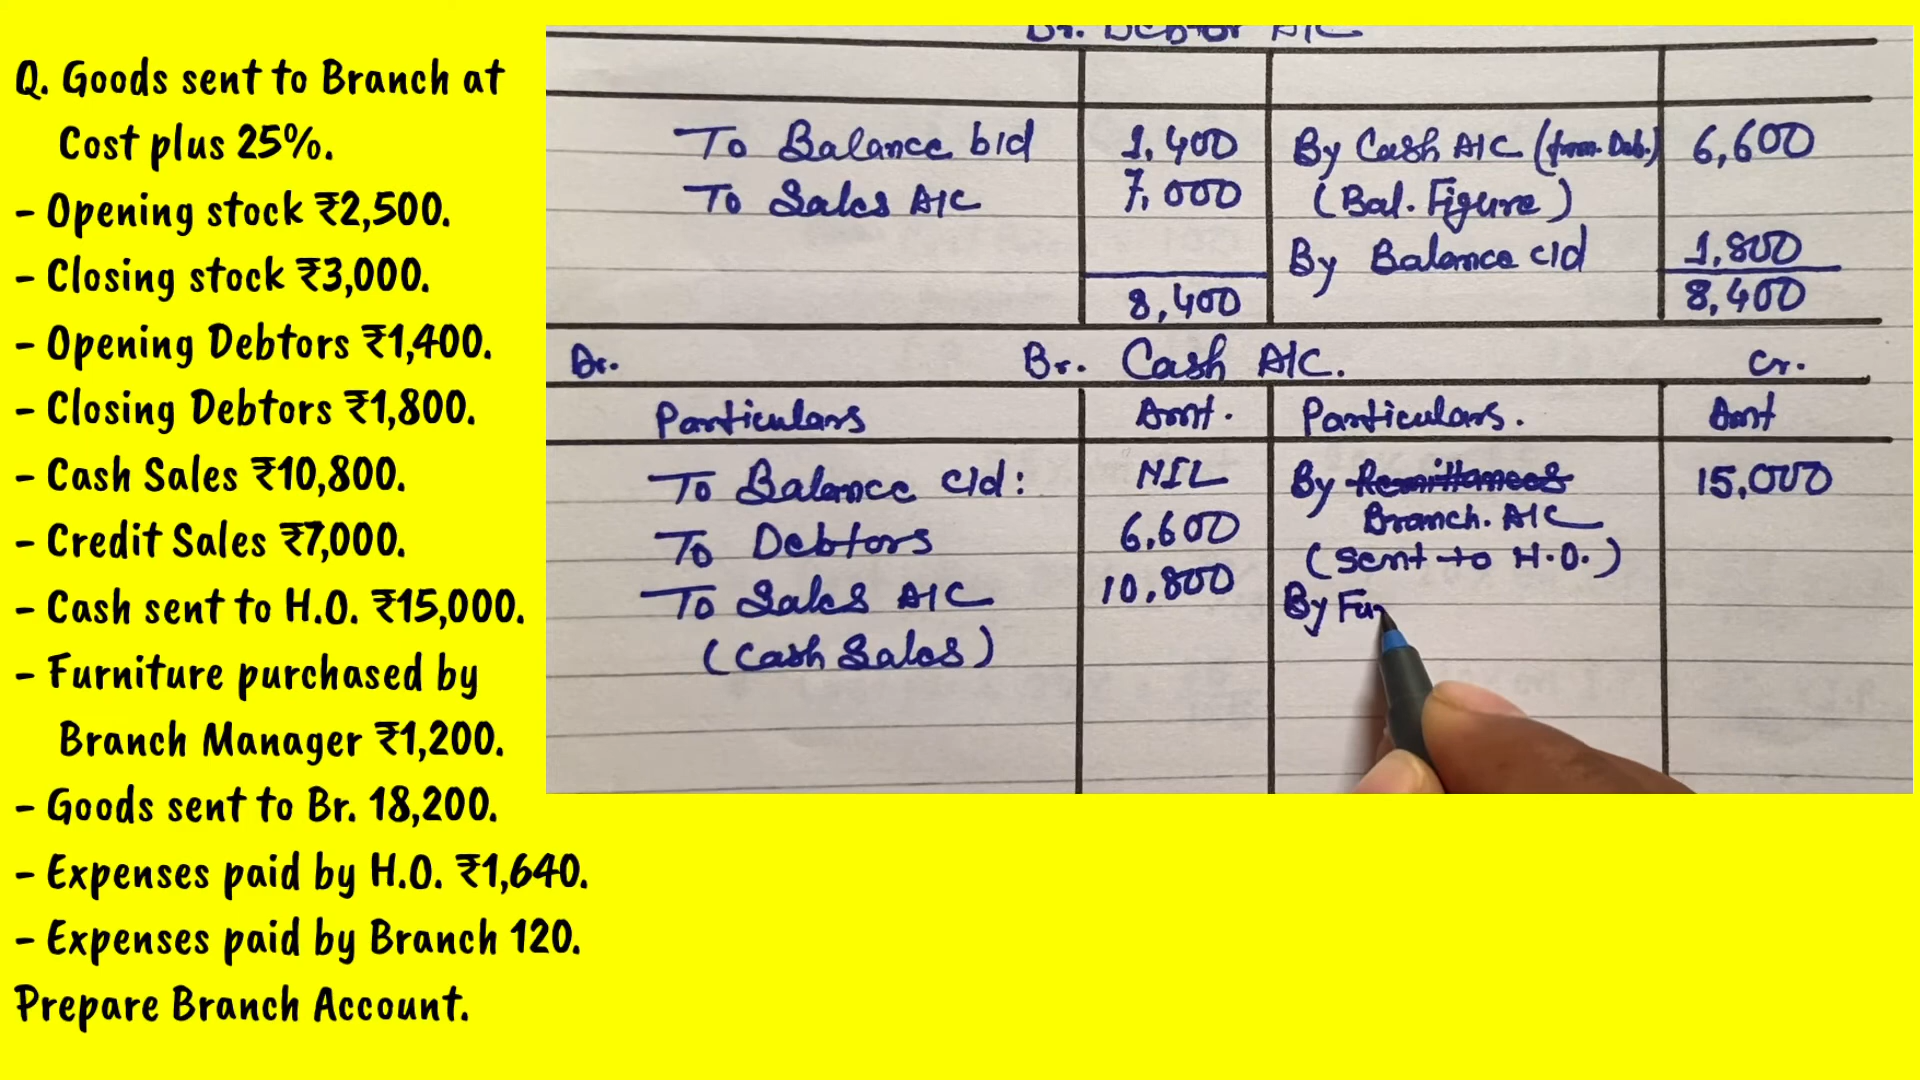 Q. Goods sent to Branch at
Cost plus 25%.
- Opening stock ₹2,500.
- Closing stock ₹3,000.
- Opening Debtors ₹1,400.
- Closing Debtors ₹1,800.
- Cash Sales ₹10,800.
- Credit Sales ₹7,000.
- Cash sent to H.O. ₹15,000.
- Furniture purchased by
Branch Manager ₹1,200.
- Goods sent to Br. 18,200.
- Expenses paid by H.O. ₹1,640.
- Expenses paid by Branch 120.
Prepare Branch Account.
Br. Debtor A/C
To Balance b/d 1,400 By Cash A/C (from Deb.) 6,600
To Sales A/C 7,000 (Bal. Figure)
By Balance c/d 1,800
8,400 8,400
Dr. Br. Cash A/C. Cr.
Particulars Amt. Particulars. Amt
To Balance c/d: NIL By Remittances 15,000
Branch. A/C
To Debtors 6,600 (Sent to H.O.)
To Sales A/C 10,800 By Fu
(Cash Sales)